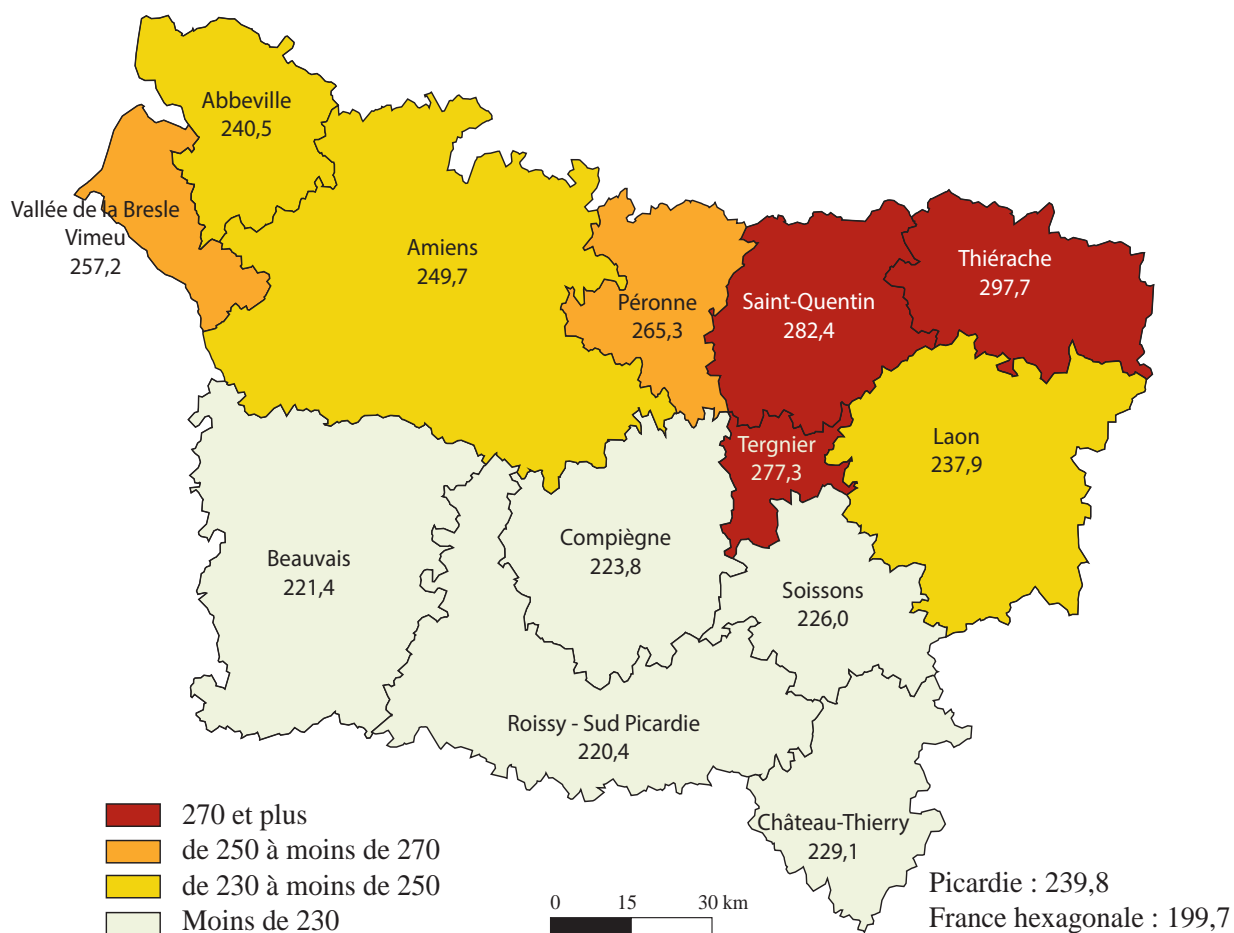 Abbeville
240,5
Vallée de la Bresle
Vimeu
257,2
Amiens
249,7
Péronne
265,3
Saint-Quentin
282,4
Thiérache
297,7
Tergnier
277,3
Laon
237,9
Beauvais
221,4
Compiègne
223,8
Soissons
226,0
Roissy - Sud Picardie
220,4
Château-Thierry
229,1
270 et plus
de 250 à moins de 270
de 230 à moins de 250
Moins de 230
0 15 30 km
Picardie : 239,8
France hexagonale : 199,7